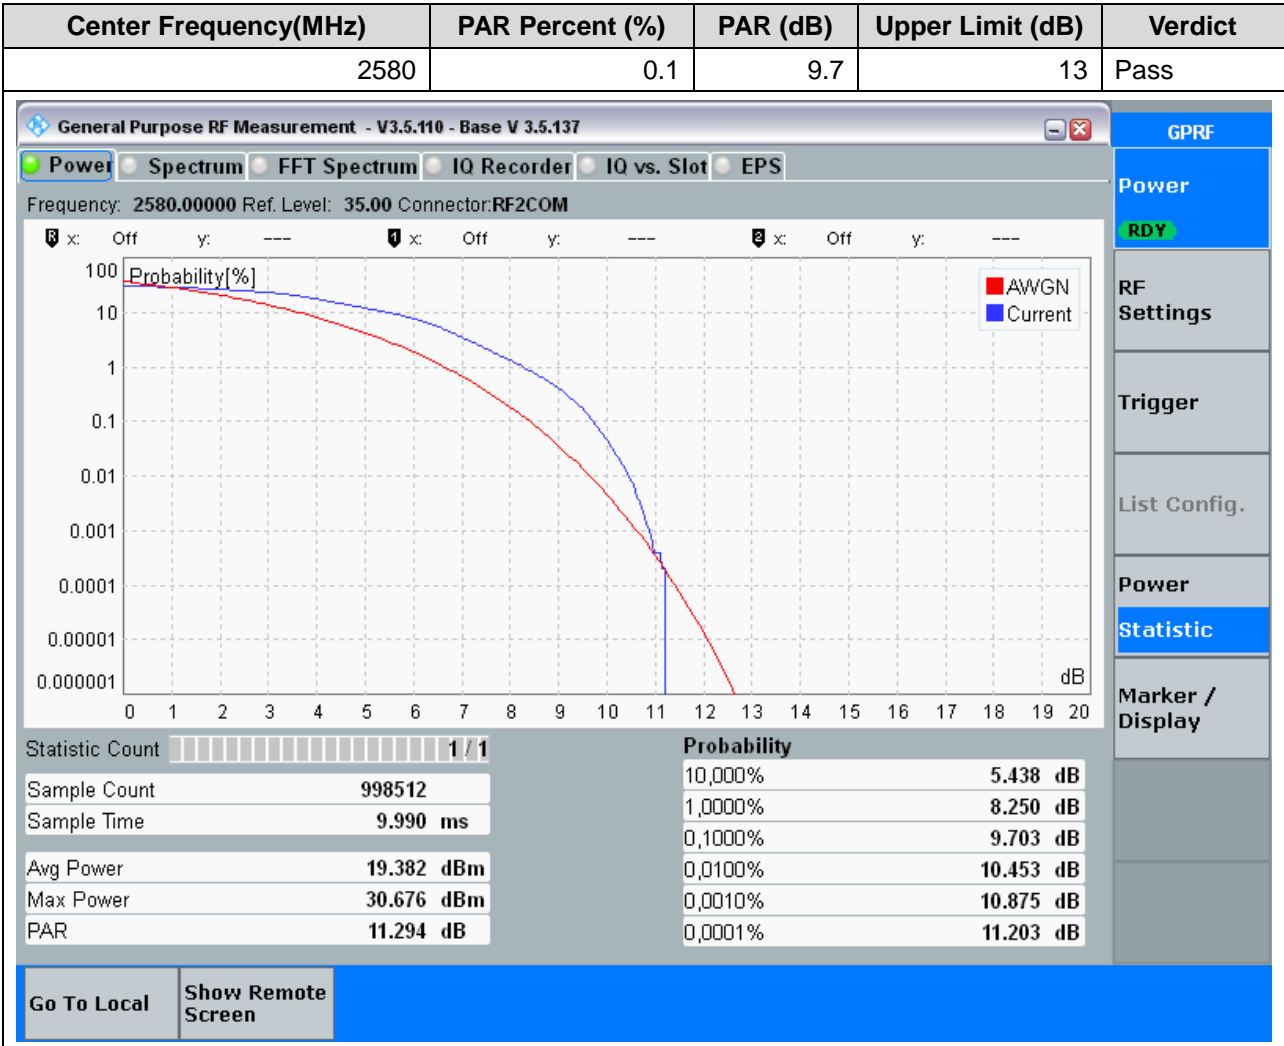 Center Frequency(MHz) PAR Percent (%) PAR (dB) Upper Limit (dB) Verdict
2580 0.1 9.7 13 Pass
General Purpose RF Measurement - V3.5.110 - Base V 3.5.137
GPRF
Power Spectrum FFT Spectrum IQ Recorder IQ vs. Slot EPS
Frequency: 2580.00000 Ref. Level: 35.00 Connector:RF2COM
R x: Off y: --- 1 x: Off y: --- 2 x: Off y: ---
Probability[%]
AWGN
Current
100
10
1
0.1
0.01
0.001
0.0001
0.00001
0.000001
dB
0 1 2 3 4 5 6 7 8 9 10 11 12 13 14 15 16 17 18 19 20
Statistic Count 1 / 1
Sample Count 998512
Sample Time 9.990 ms
Avg Power 19.382 dBm
Max Power 30.676 dBm
PAR 11.294 dB
Probability
10,000% 5.438 dB
1,0000% 8.250 dB
0,1000% 9.703 dB
0,0100% 10.453 dB
0,0010% 10.875 dB
0,0001% 11.203 dB
Power
RDY
RF
Settings
Trigger
List Config.
Power
Statistic
Marker /
Display
Go To Local
Show Remote
Screen